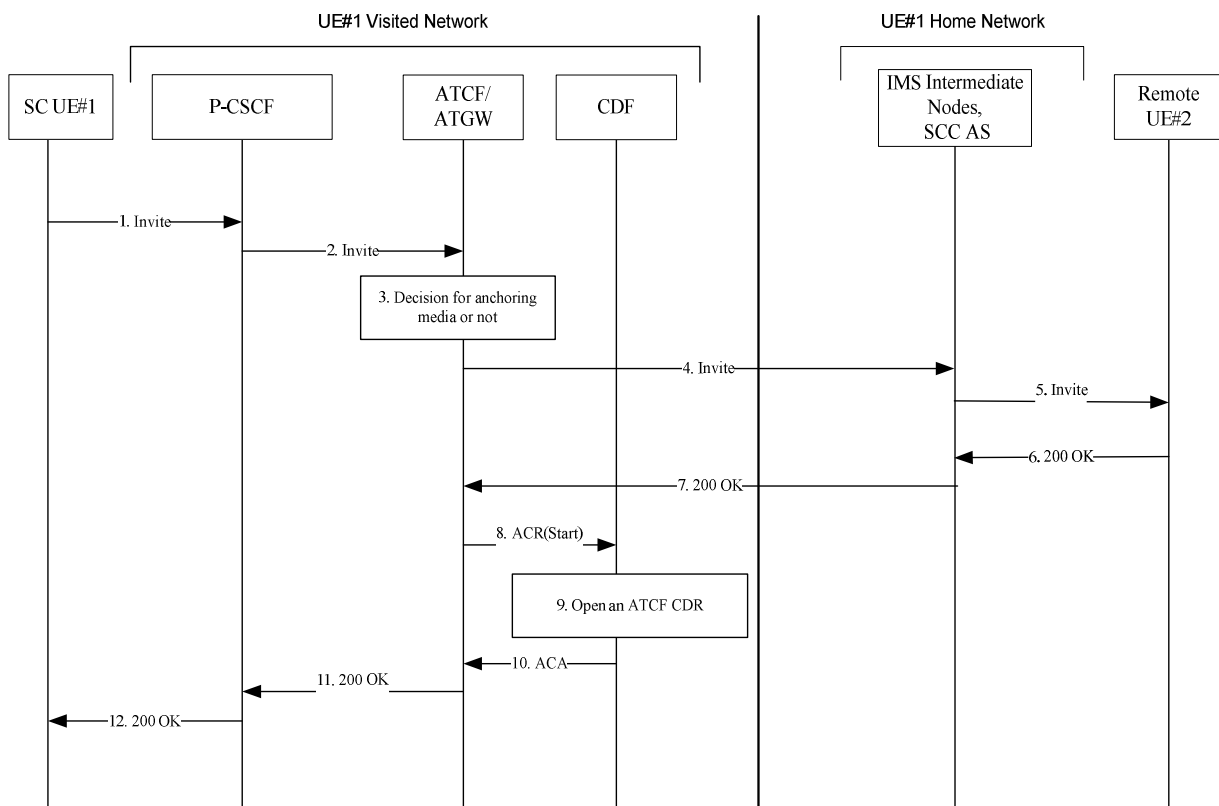 UE#1 Visited Network
UE#1 Home Network
SC UE#1
P-CSCF
ATCF/
ATGW
CDF
IMS Intermediate
Nodes,
SCC AS
Remote
UE#2
1. Invite
2. Invite
3. Decision for anchoring
media or not
4. Invite
5. Invite
6. 200 OK
7. 200 OK
8. ACR(Start)
9. Open an ATCF CDR
10. ACA
11. 200 OK
12. 200 OK